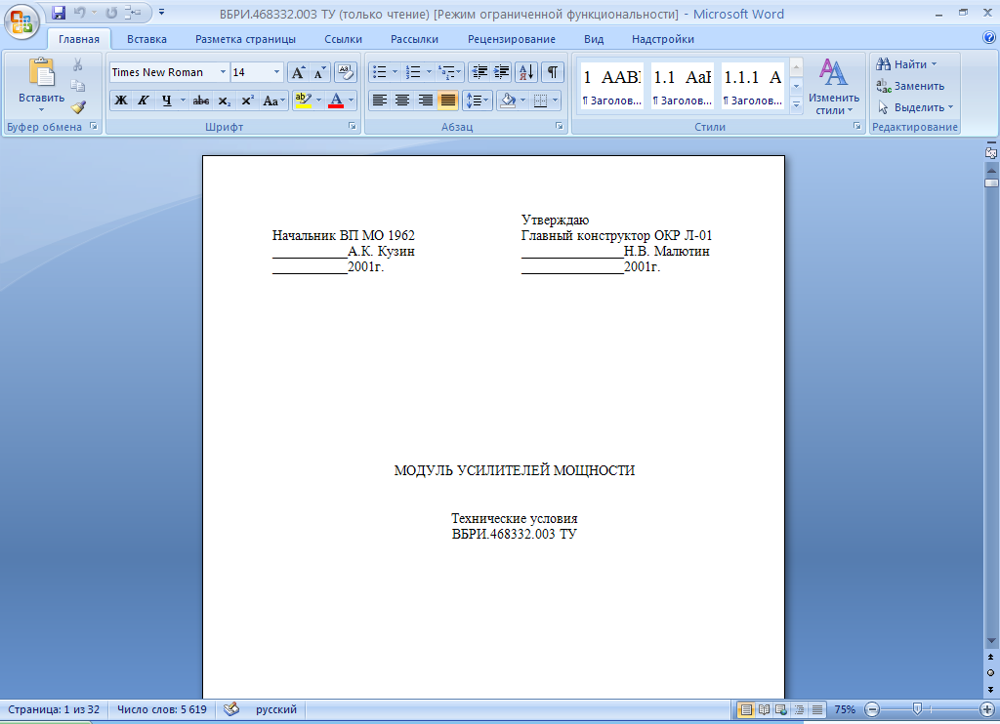 ВБРИ.468332.003 ТУ (только чтение) [Режим ограниченной функциональности] - Microsoft Word
Главная Вставка Разметка страницы Ссылки Рассылки Рецензирование Вид Надстройки
Вставить
Буфер обмена
Times New Roman 14
Ж К Ч abc x₂ x² Aa ab A
Шрифт
Абзац
1 ААВ 1.1 Aa 1.1.1 A
¶ Заголов... ¶ Заголов... ¶ Заголов...
Изменить стили
Стили
Найти
Заменить
Выделить
Редактирование
Утверждаю
Начальник ВП МО 1962 Главный конструктор ОКР Л-01
___________А.К. Кузин _______________Н.В. Малютин
___________2001г. _______________2001г.
МОДУЛЬ УСИЛИТЕЛЕЙ МОЩНОСТИ
Технические условия
ВБРИ.468332.003 ТУ
Страница: 1 из 32 Число слов: 5 619 русский 75%